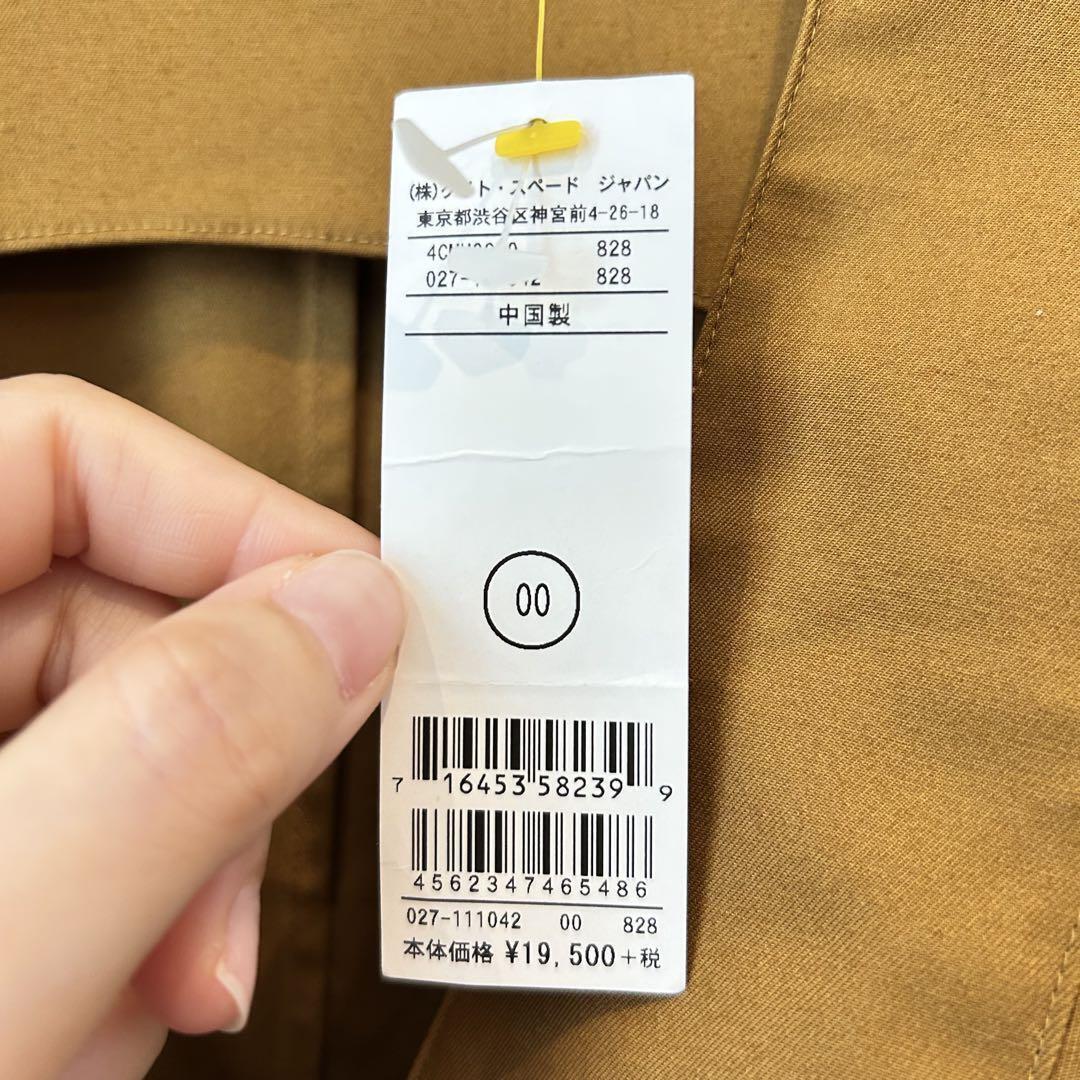 (株)ケイト・スペード ジャパン
東京都渋谷区神宮前4-26-18
828
828
中国製
00
7 16453 58239 9
4562347465486
027-111042 00 828
本体価格 ¥19,500+税